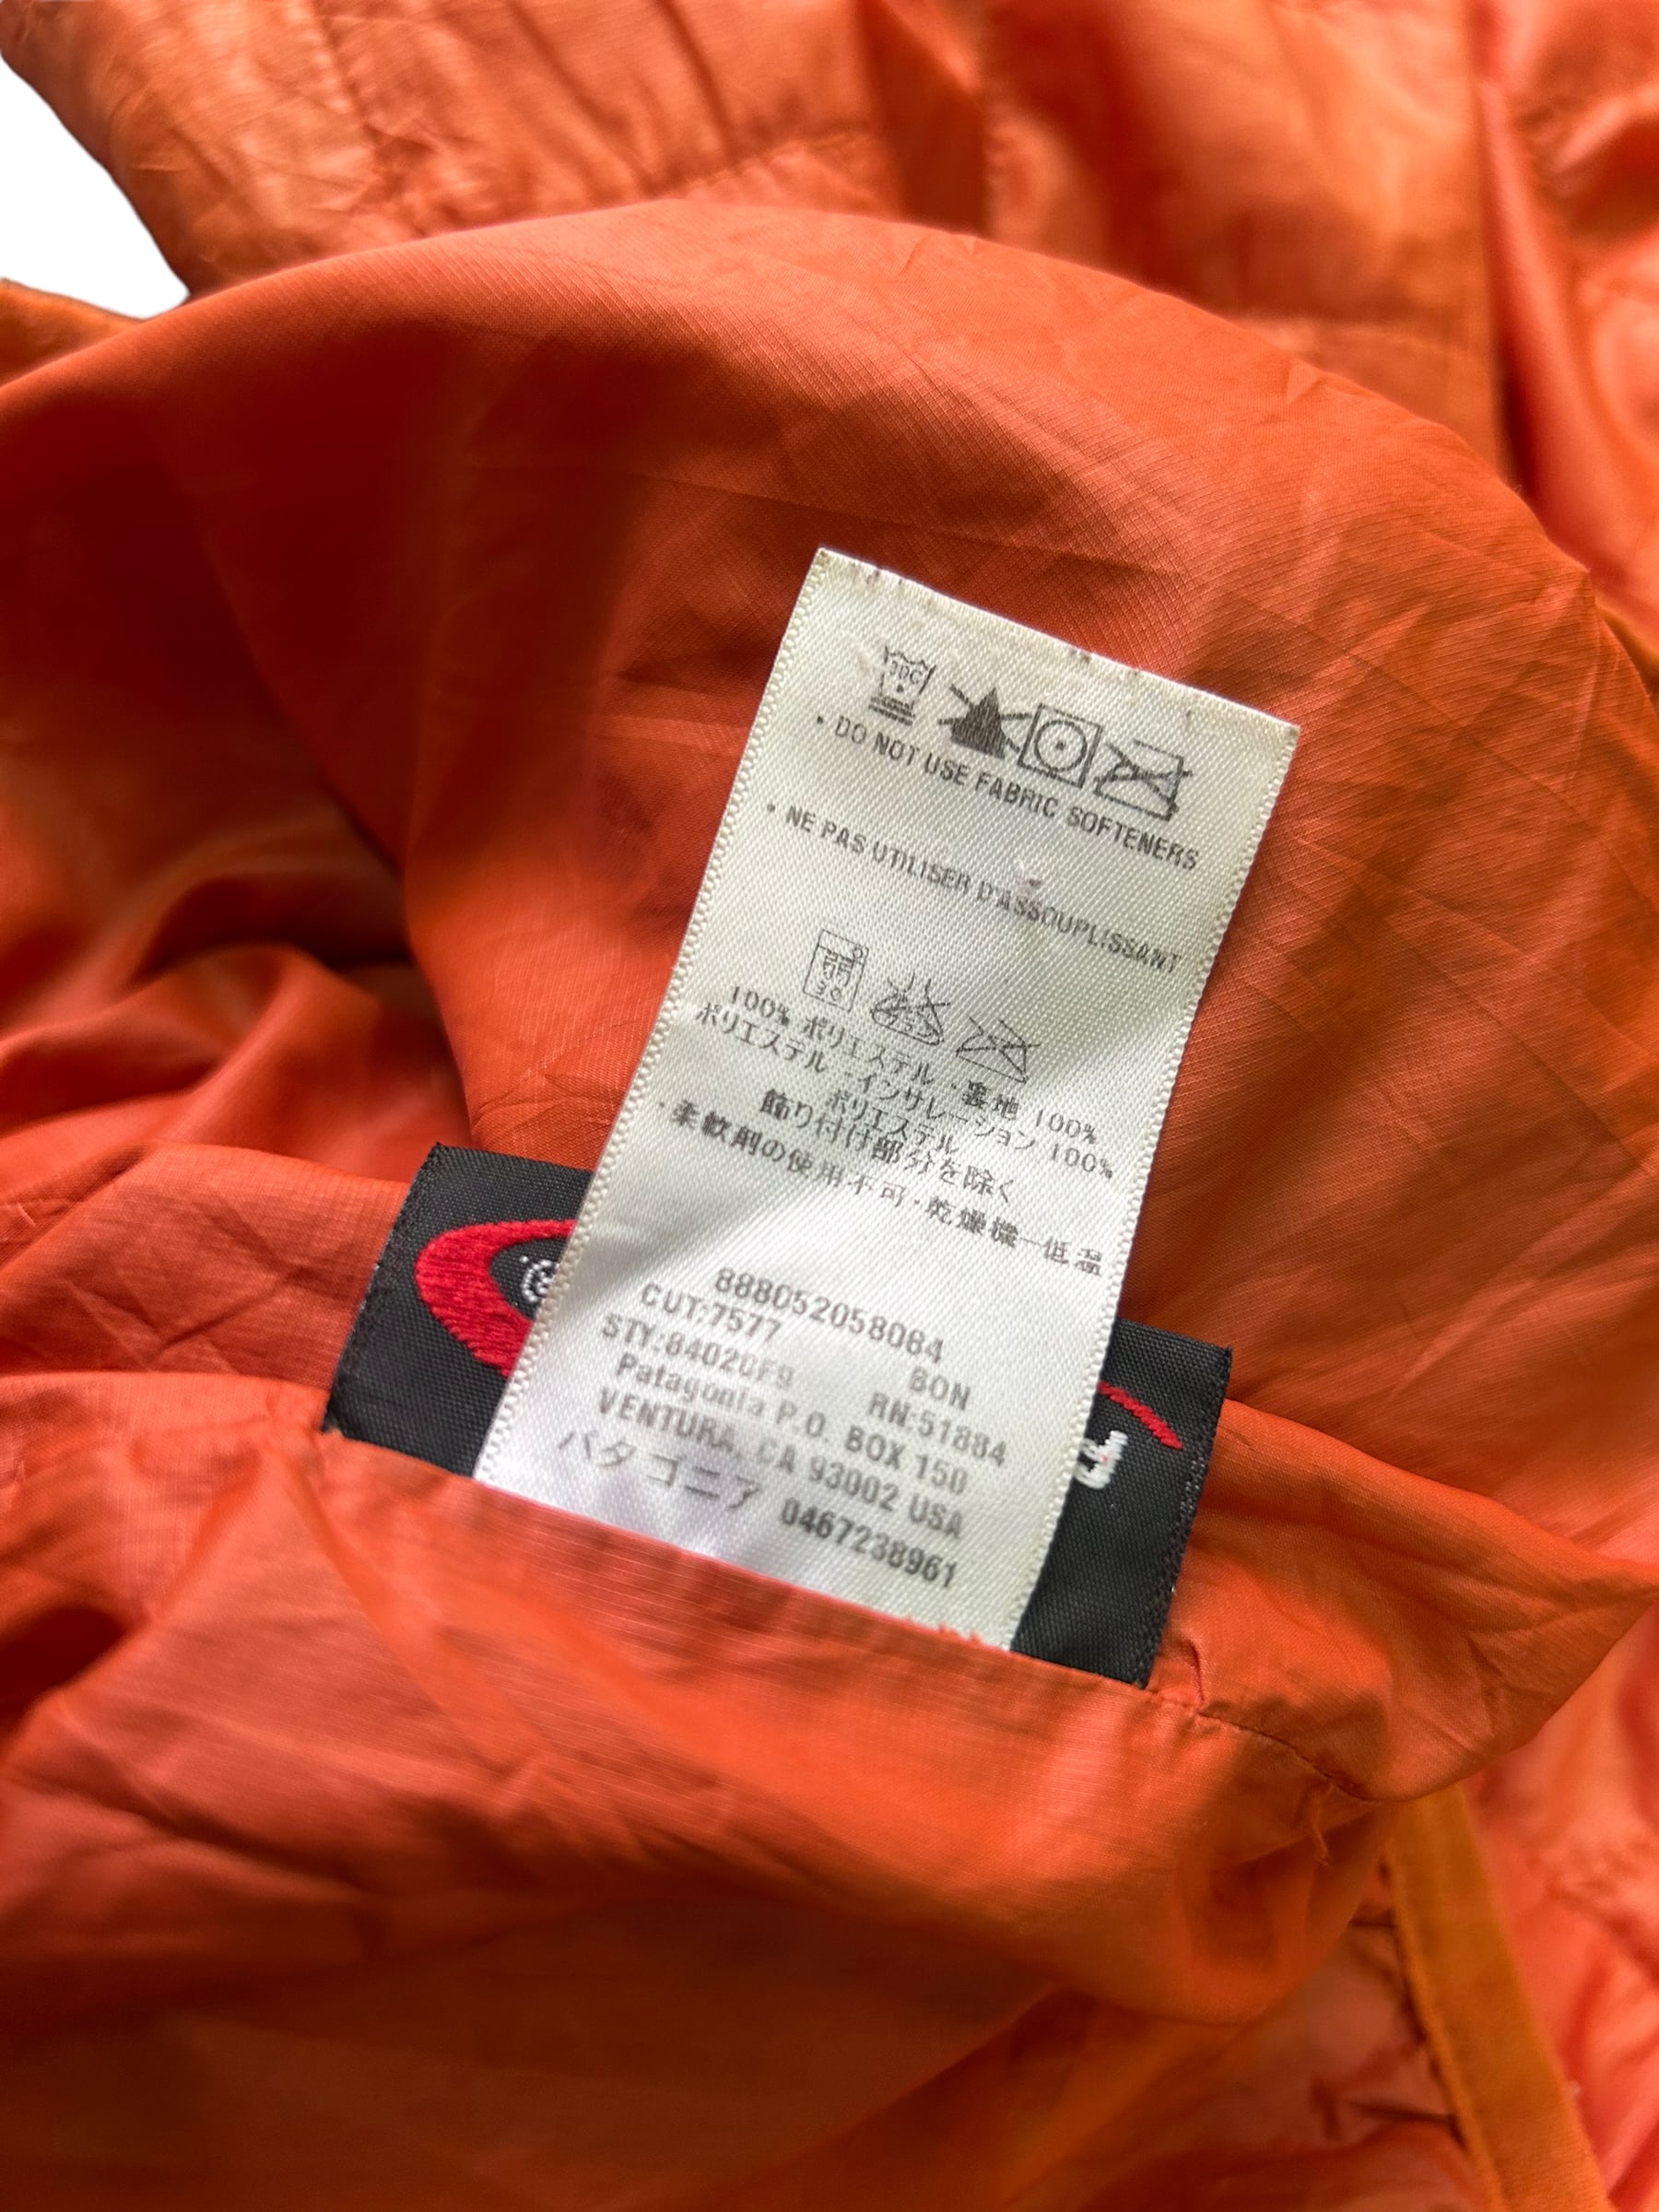 30C
• DO NOT USE FABRIC SOFTENERS
• NE PAS UTILISER D'ASSOUPLISSANT
30
100% ポリエステル・裏地 100%
ポリエステル・インサレーション 100%
ポリエステル
飾り付け部分を除く
・柔軟剤の使用不可・乾燥機―低温
888052058084
CUT:7577 BON
STY:84020F9 RN:51884
Patagonia P.O. BOX 150
VENTURA, CA 93002 USA
パタゴニア 0467238961